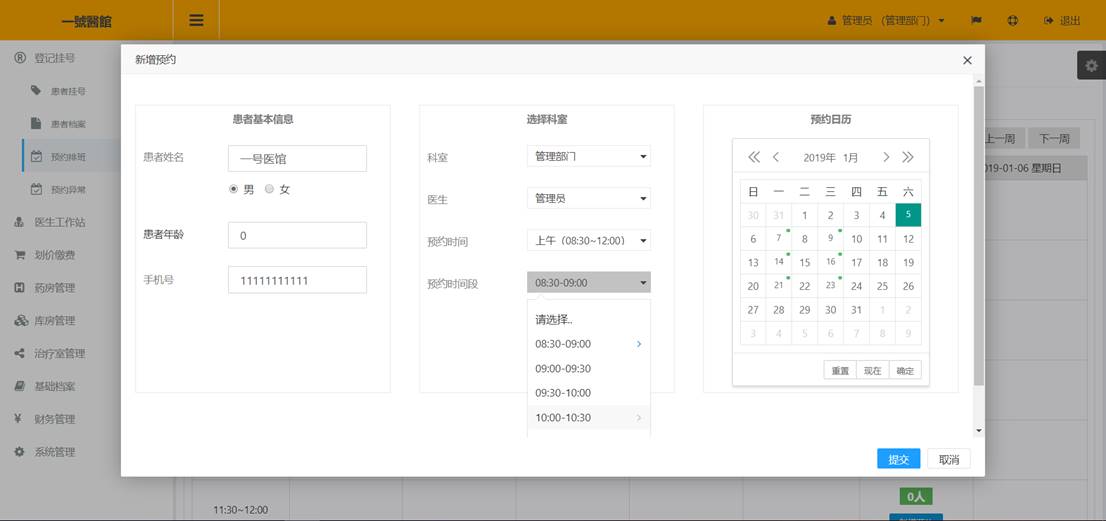 一號醫館
管理员 （管理部门）
退出
登记挂号
患者挂号
患者档案
预约排班
预约异常
医生工作站
划价缴费
药房管理
库房管理
治疗室管理
基础档案
财务管理
系统管理
新增预约
患者基本信息
患者姓名
一号医馆
男 女
患者年龄
0
手机号
11111111111
选择科室
科室
管理部门
医生
管理员
预约时间
上午（08:30~12:00）
预约时间段
08:30-09:00
请选择..
08:30-09:00
09:00-09:30
09:30-10:00
10:00-10:30
预约日历
2019年 1月
日 一 二 三 四 五 六
30 31 1 2 3 4 5
6 7 8 9 10 11 12
13 14 15 16 17 18 19
20 21 22 23 24 25 26
27 28 29 30 31 1 2
3 4 5 6 7 8 9
重置 现在 确定
提交 取消
上一周 下一周
019-01-06 星期日
0人
11:30~12:00